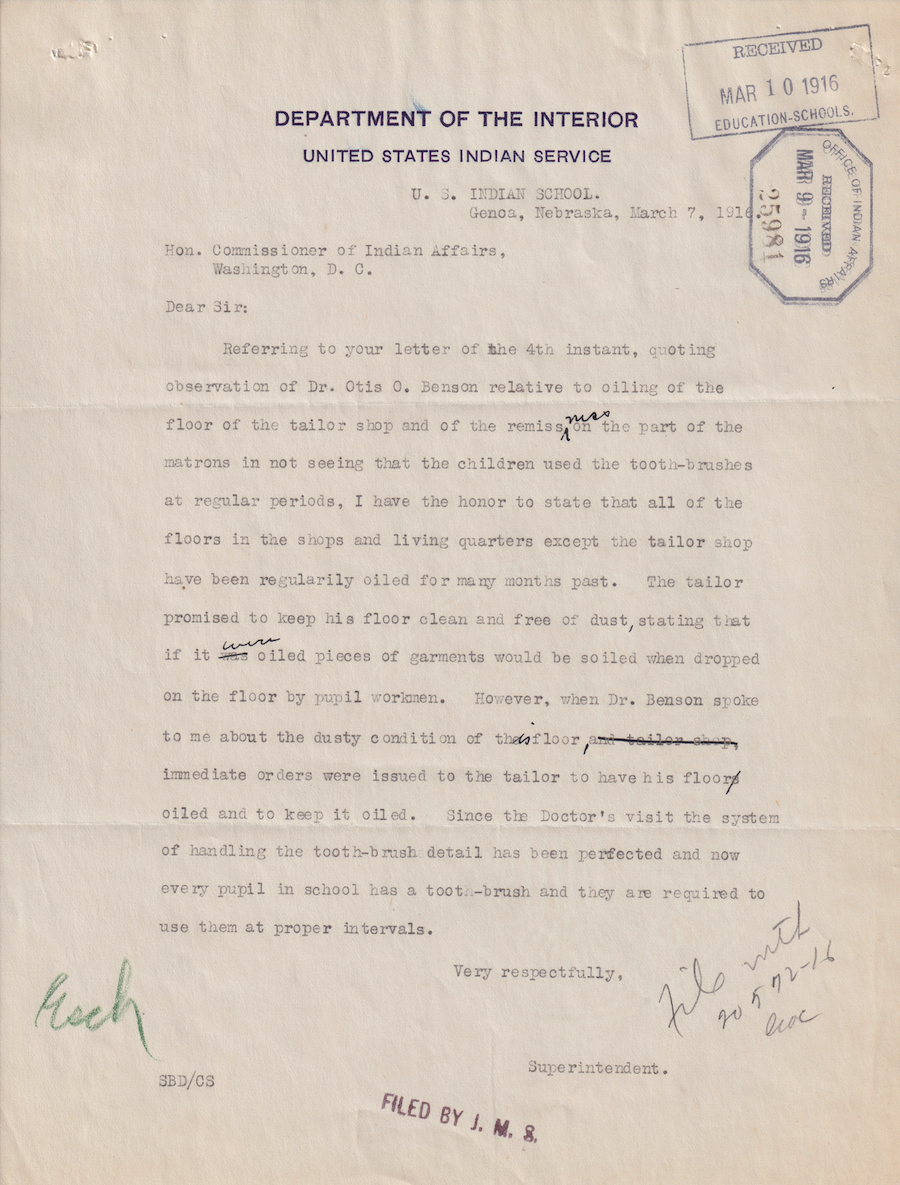 RECEIVED
MAR 10 1916
EDUCATION-SCHOOLS.
DEPARTMENT OF THE INTERIOR
UNITED STATES INDIAN SERVICE
OFFICE OF INDIAN AFFAIRS
RECEIVED
MAR 9 - 1916
25981
U. S. INDIAN SCHOOL.
Genoa, Nebraska, March 7, 1916
Hon. Commissioner of Indian Affairs,
Washington, D. C.
Dear Sir:
Referring to your letter of the 4th instant, quoting
observation of Dr. Otis O. Benson relative to oiling of the
floor of the tailor shop and of the remissness on the part of the
matrons in not seeing that the children used the tooth-brushes
at regular periods, I have the honor to state that all of the
floors in the shops and living quarters except the tailor shop
have been regularily oiled for many months past. The tailor
promised to keep his floor clean and free of dust, stating that
if it was were oiled pieces of garments would be soiled when dropped
on the floor by pupil workmen. However, when Dr. Benson spoke
to me about the dusty condition of this floor, and tailor shop,
immediate orders were issued to the tailor to have his floor
oiled and to keep it oiled. Since the Doctor's visit the system
of handling the tooth-brush detail has been perfected and now
every pupil in school has a tooth-brush and they are required to
use them at proper intervals.
Very respectfully,
File with
20572-16
Esch
Superintendent.
SBD/CS
FILED BY J. M. S.